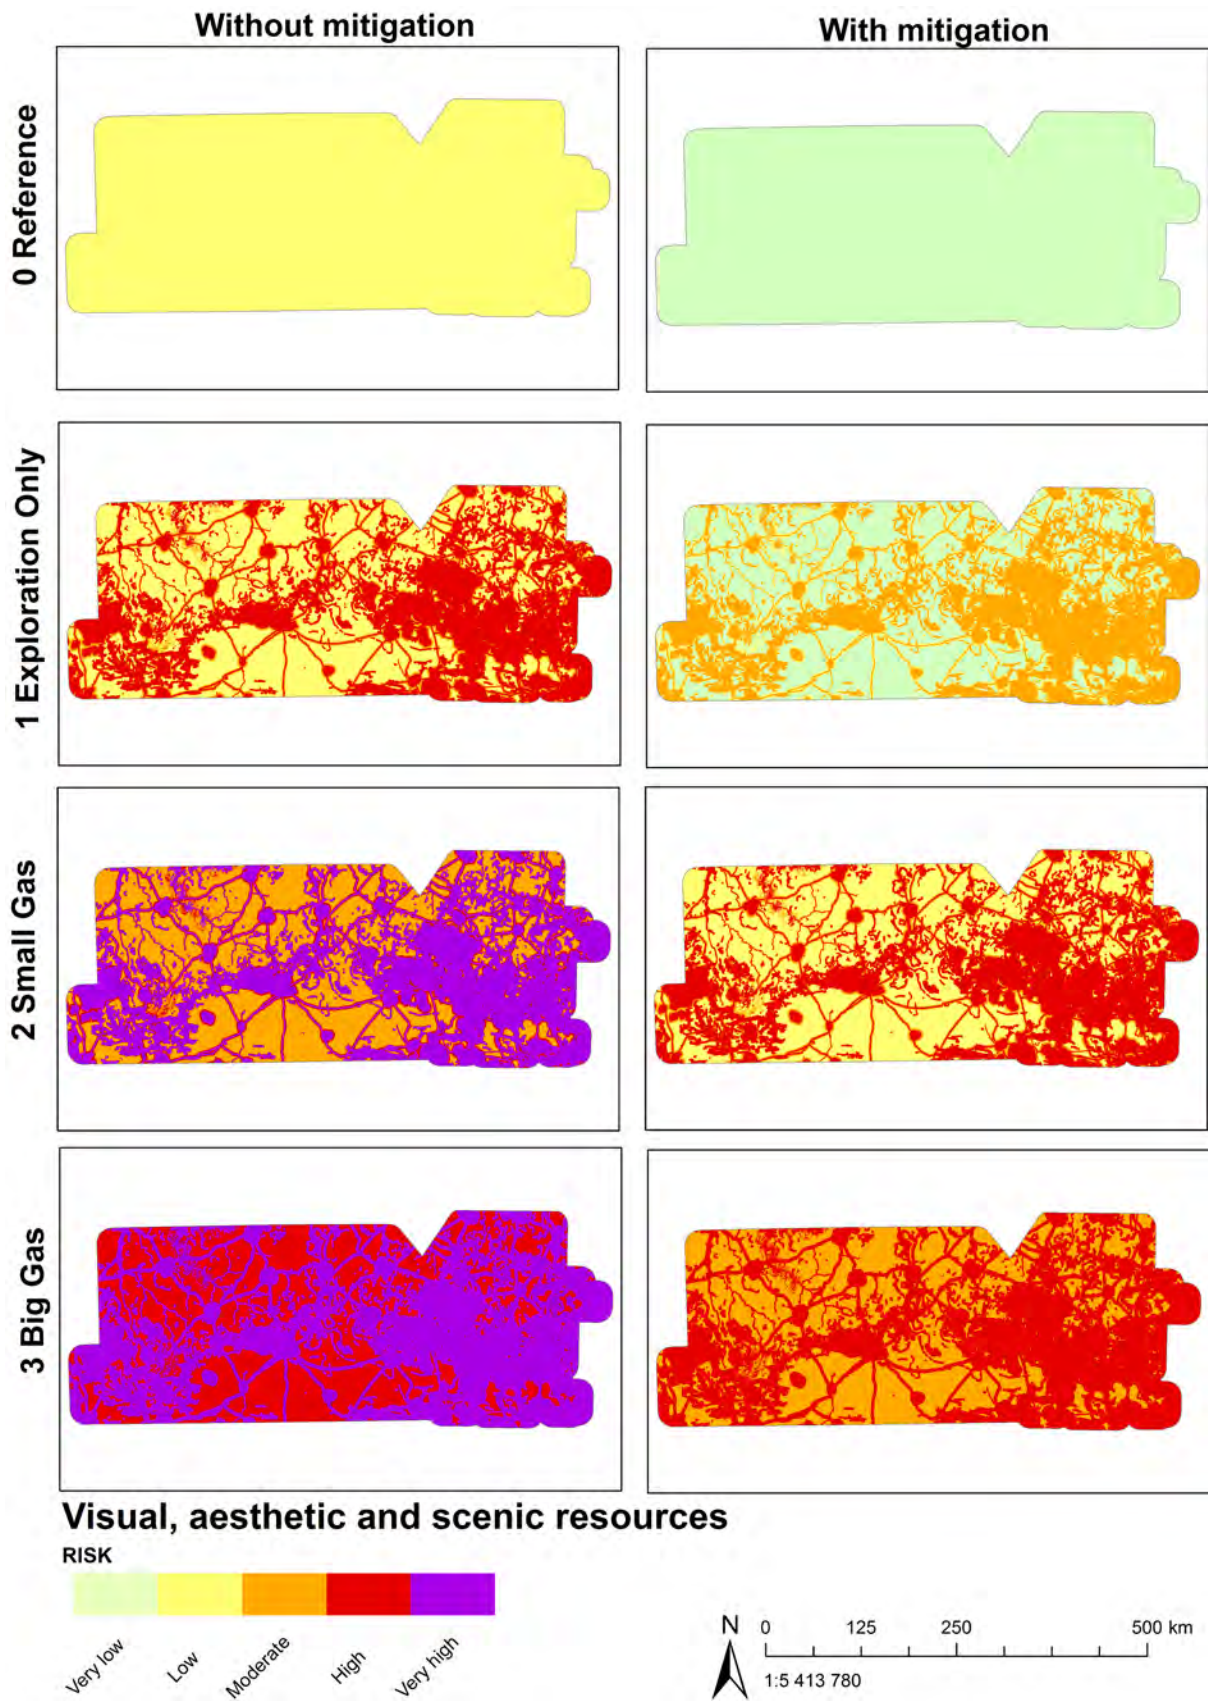 Without mitigation
With mitigation
0 Reference
1 Exploration Only
2 Small Gas
3 Big Gas
Visual, aesthetic and scenic resources
RISK
Very low
Low
Moderate
High
Very high
N
0 125 250 500 km
1:5 413 780